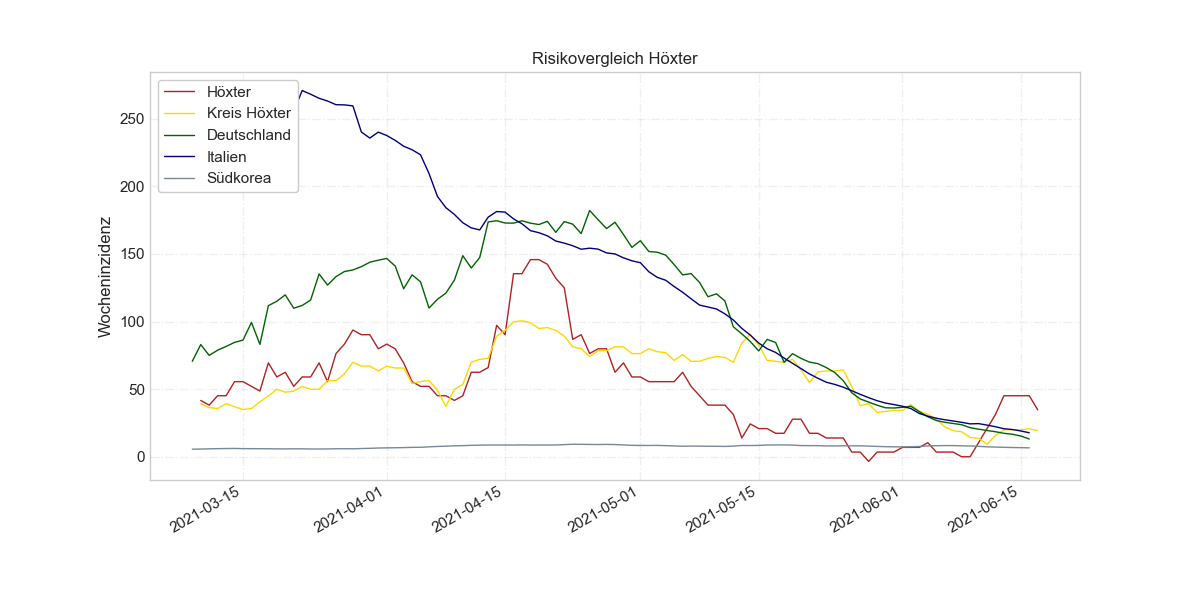 Risikovergleich Höxter
Höxter
Kreis Höxter
Deutschland
Italien
Südkorea
Wocheninzidenz
250
200
150
100
50
0
2021-03-15
2021-04-01
2021-04-15
2021-05-01
2021-05-15
2021-06-01
2021-06-15